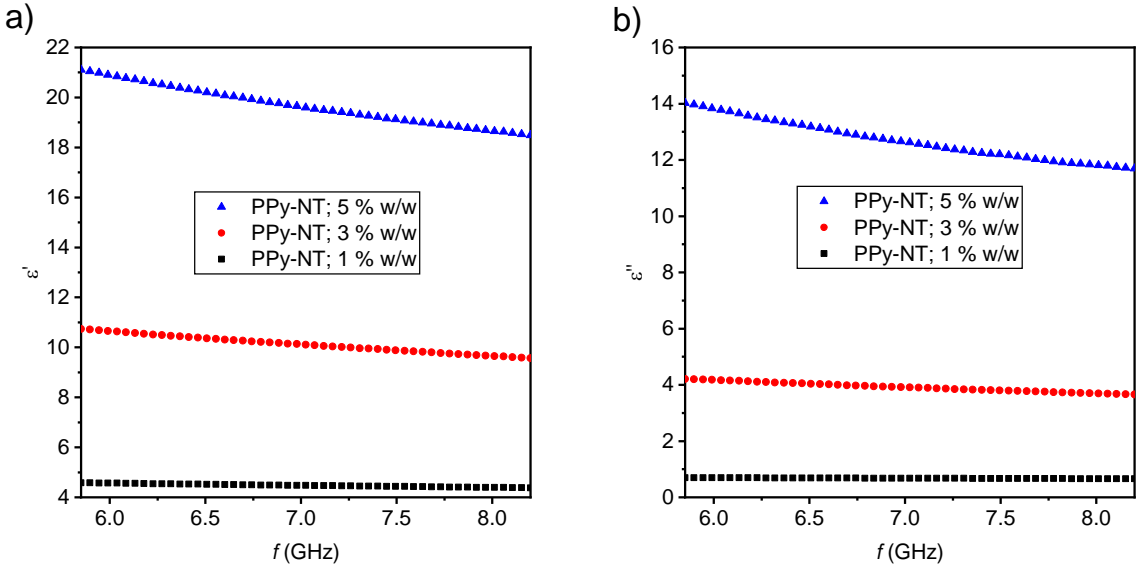 a)
22
20
18
16
14
12
10
8
6
4
ε'
PPy-NT; 5 % w/w
PPy-NT; 3 % w/w
PPy-NT; 1 % w/w
6.0 6.5 7.0 7.5 8.0
f (GHz)
b)
16
14
12
10
8
6
4
2
0
ε''
PPy-NT; 5 % w/w
PPy-NT; 3 % w/w
PPy-NT; 1 % w/w
6.0 6.5 7.0 7.5 8.0
f (GHz)